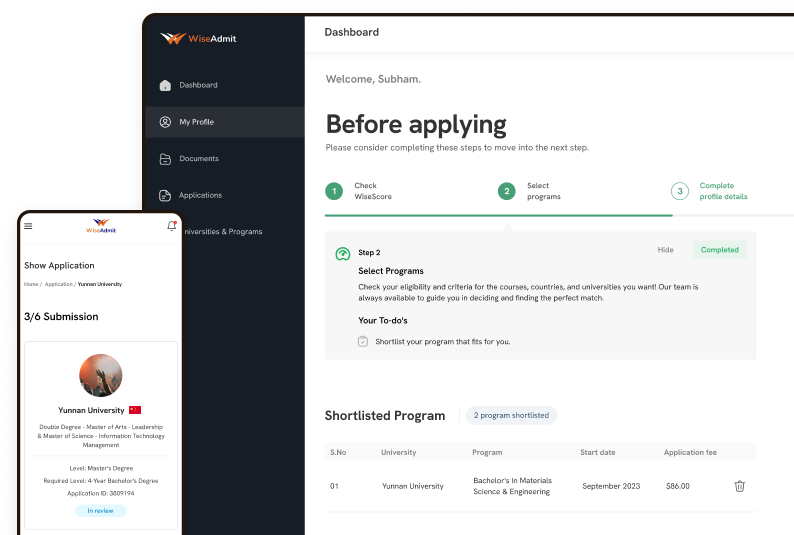 WiseAdmit
Dashboard
My Profile
Documents
Applications
niversities & Programs
Dashboard
Welcome, Subham.
Before applying
Please consider completing these steps to move into the next step.
1
Check
WiseScore
2
Select
programs
3
Complete
profile details
Step 2
Hide
Completed
Select Programs
Check your eligibility and criteria for the courses, countries, and universities you want! Our team is
always available to guide you in deciding and finding the perfect match.
Your To-do's
Shortlist your program that fits for you.
Shortlisted Program
2 program shortlisted
S.No University Program Start date Application fee
01 Yunnan University
Bachelor's In Materials
Science & Engineering
September 2023 $86.00
WiseAdmit
Show Application
Home / Application / Yunnan University
3/6 Submission
Yunnan University
Double Degree - Master of Arts - Leadership
& Master of Science - Information Technology
Management
Level: Master's Degree
Required Level: 4-Year Bachelor's Degree
Application ID: 3809194
In review